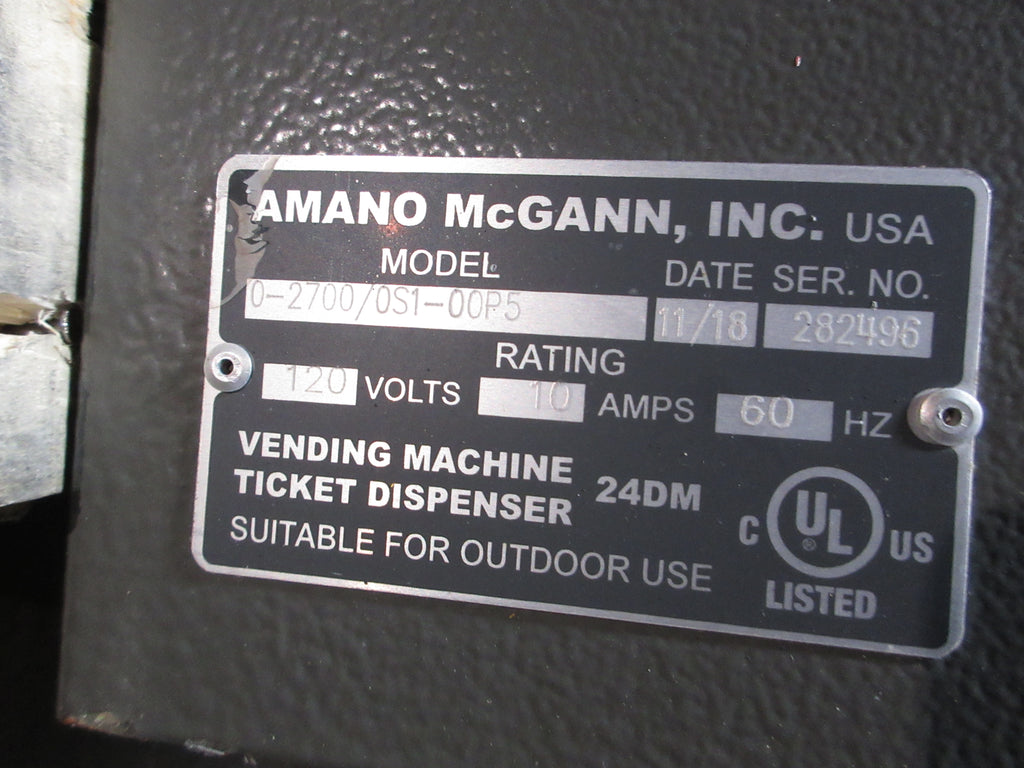 AMANO McGANN, INC. USA
MODEL DATE SER. NO.
0-2700/0S1-00P5 11/18 282496
RATING
120 VOLTS 10 AMPS 60 HZ
VENDING MACHINE
TICKET DISPENSER 24DM
SUITABLE FOR OUTDOOR USE
C UL ® US
LISTED